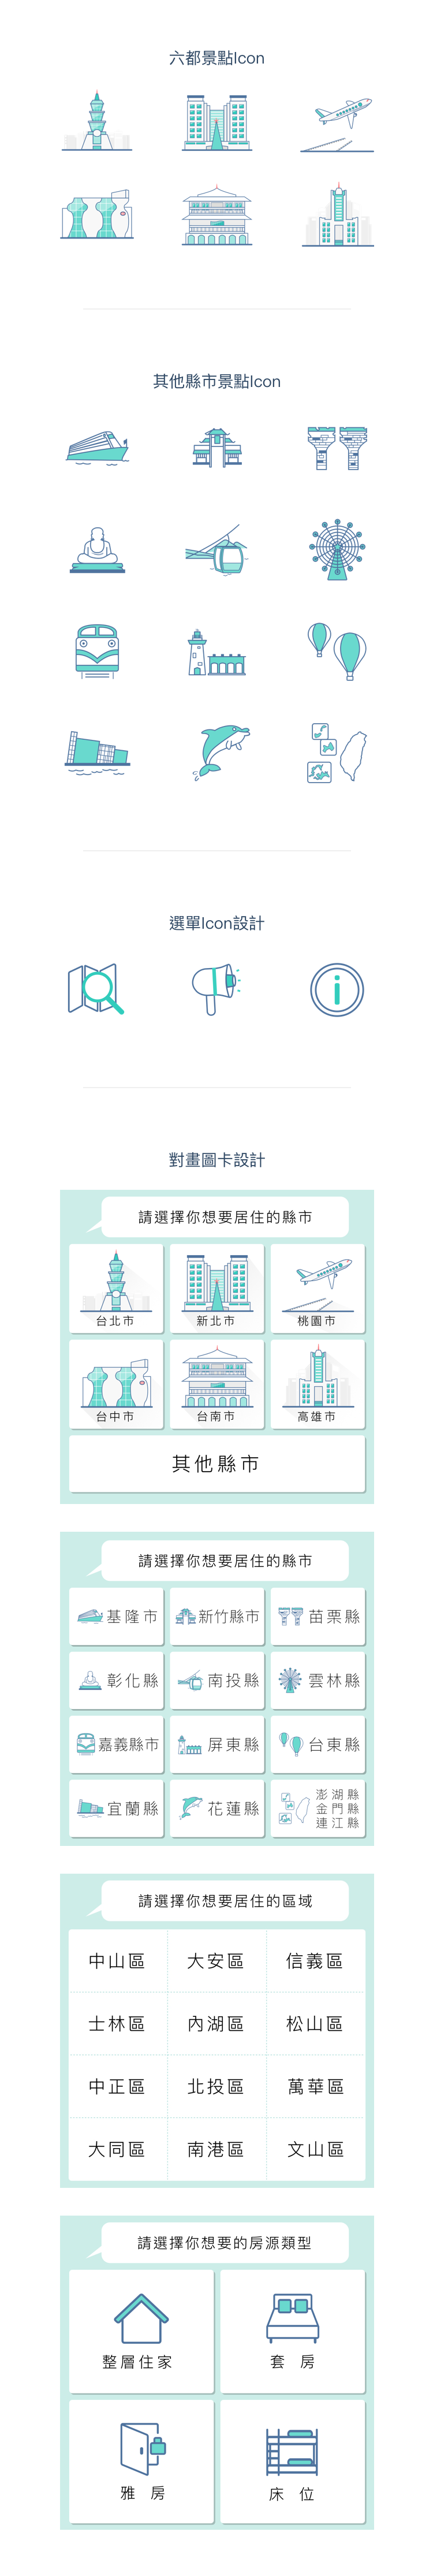 六都景點Icon
其他縣市景點Icon
選單Icon設計
對畫圖卡設計
請選擇你想要居住的縣市
台北市 新北市 桃園市
台中市 台南市 高雄市
其他縣市
請選擇你想要居住的縣市
基隆市 新竹縣市 苗栗縣
彰化縣 南投縣 雲林縣
嘉義縣市 屏東縣 台東縣
宜蘭縣 花蓮縣 澎湖縣
金門縣
連江縣
請選擇你想要居住的區域
中山區 大安區 信義區
士林區 內湖區 松山區
中正區 北投區 萬華區
大同區 南港區 文山區
請選擇你想要的房源類型
整層住家 套 房
雅 房 床 位